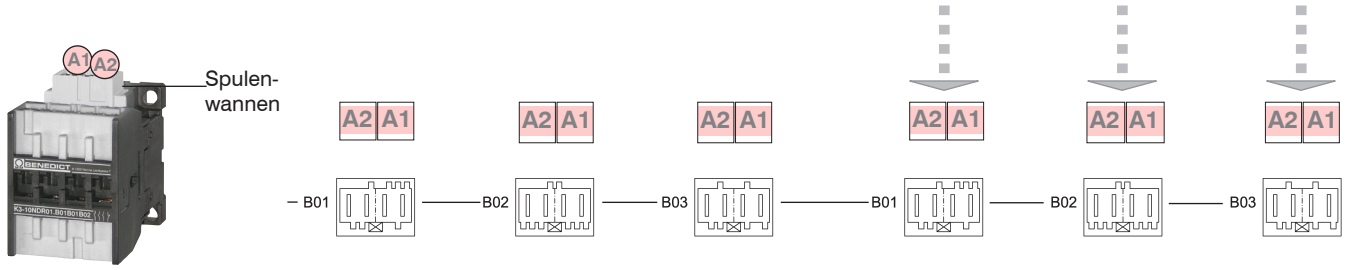 A1 A2
Spulen-
wannen
A2 A1
A2 A1
A2 A1
A2 A1
A2 A1
A2 A1
BENEDICT
K3-10NDR01.B01B01B02
– B01
B02
B03
B01
B02
B03